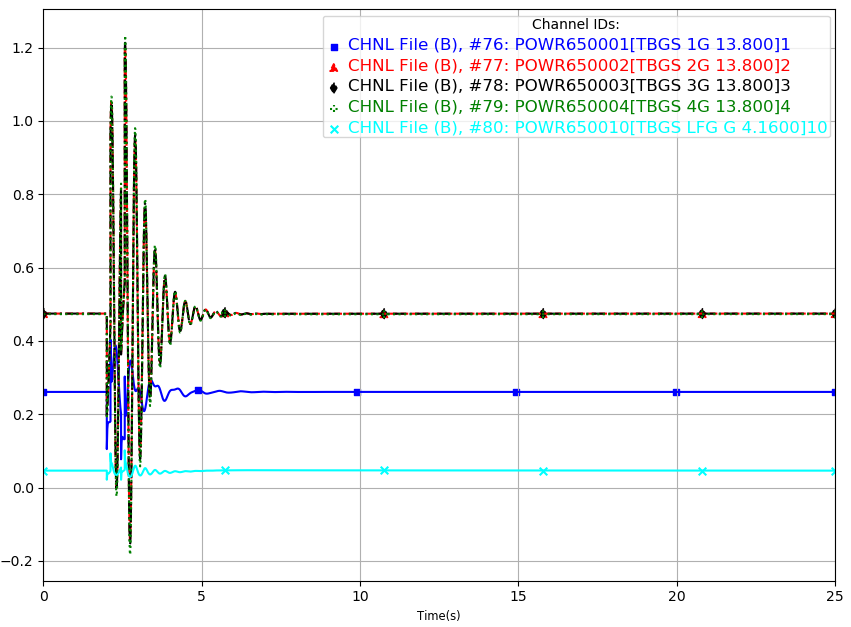 Channel IDs:
CHNL File (B), #76: POWR650001[TBGS 1G 13.800]1
CHNL File (B), #77: POWR650002[TBGS 2G 13.800]2
CHNL File (B), #78: POWR650003[TBGS 3G 13.800]3
CHNL File (B), #79: POWR650004[TBGS 4G 13.800]4
CHNL File (B), #80: POWR650010[TBGS LFG G 4.1600]10
1.2
1.0
0.8
0.6
0.4
0.2
0.0
−0.2
0 5 10 15 20 25
Time(s)